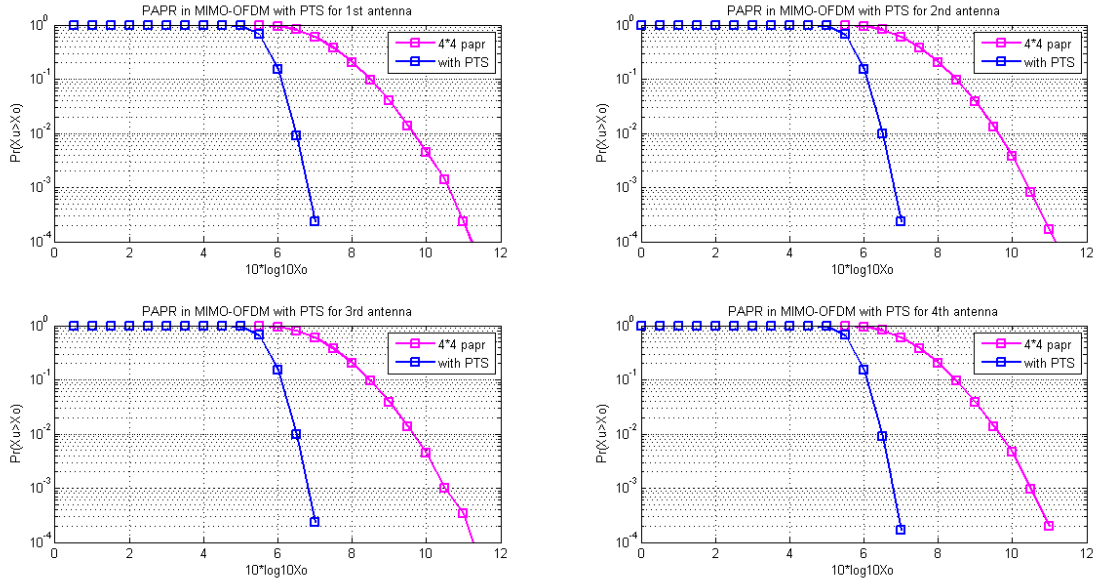 PAPR in MIMO-OFDM with PTS for 1st antenna
10^0
10^-1
10^-2
10^-3
10^-4
Pr(Xu>Xo)
4*4 papr
with PTS
0 2 4 6 8 10 12
10*log10Xo
PAPR in MIMO-OFDM with PTS for 2nd antenna
10^0
10^-1
10^-2
10^-3
10^-4
Pr(Xu>Xo)
4*4 papr
with PTS
0 2 4 6 8 10 12
10*log10Xo
PAPR in MIMO-OFDM with PTS for 3rd antenna
10^0
10^-1
10^-2
10^-3
10^-4
Pr(Xu>Xo)
4*4 papr
with PTS
0 2 4 6 8 10 12
10*log10Xo
PAPR in MIMO-OFDM with PTS for 4th antenna
10^0
10^-1
10^-2
10^-3
10^-4
Pr(Xu>Xo)
4*4 papr
with PTS
0 2 4 6 8 10 12
10*log10Xo